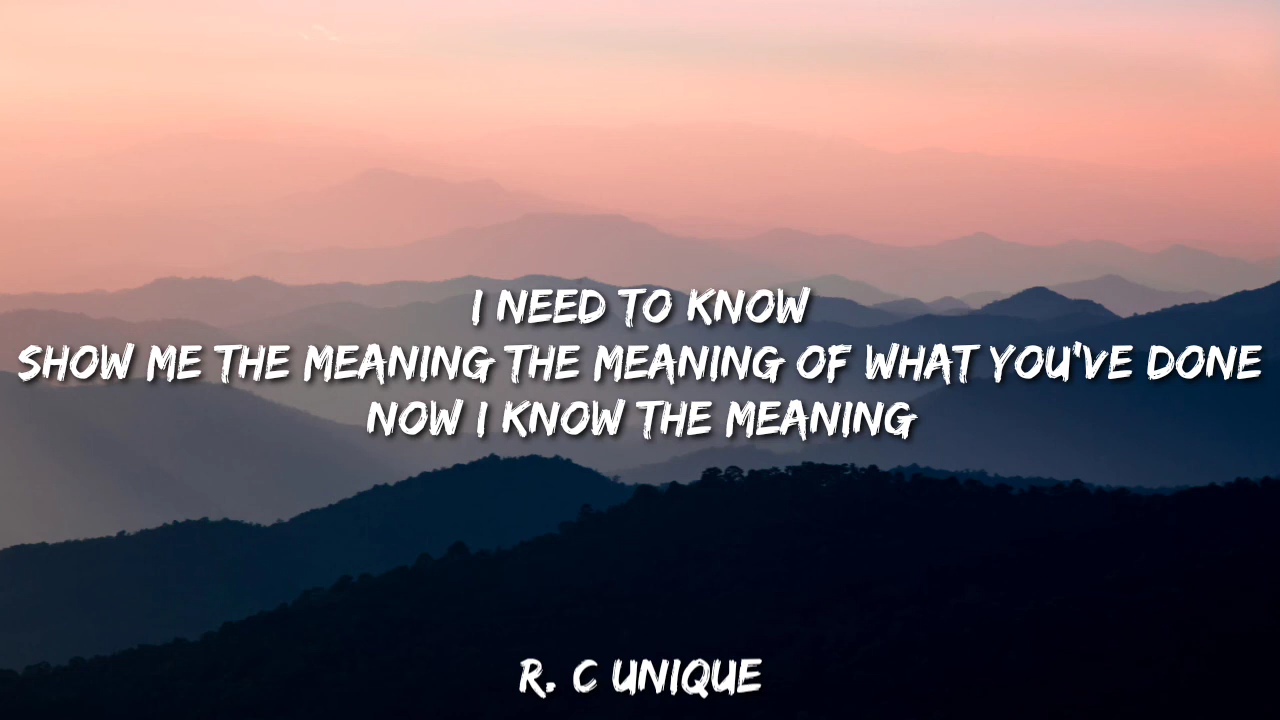 I NEED TO KNOW
SHOW ME THE MEANING THE MEANING OF WHAT YOU'VE DONE
NOW I KNOW THE MEANING
R. C UNIQUE